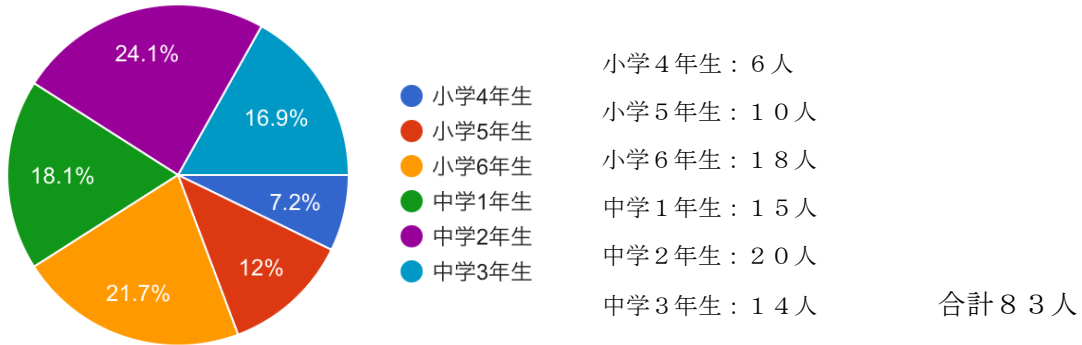 24.1%
16.9%
18.1%
7.2%
12%
21.7%
小学4年生
小学5年生
小学6年生
中学1年生
中学2年生
中学3年生
小学４年生：６人
小学５年生：１０人
小学６年生：１８人
中学１年生：１５人
中学２年生：２０人
中学３年生：１４人
合計８３人